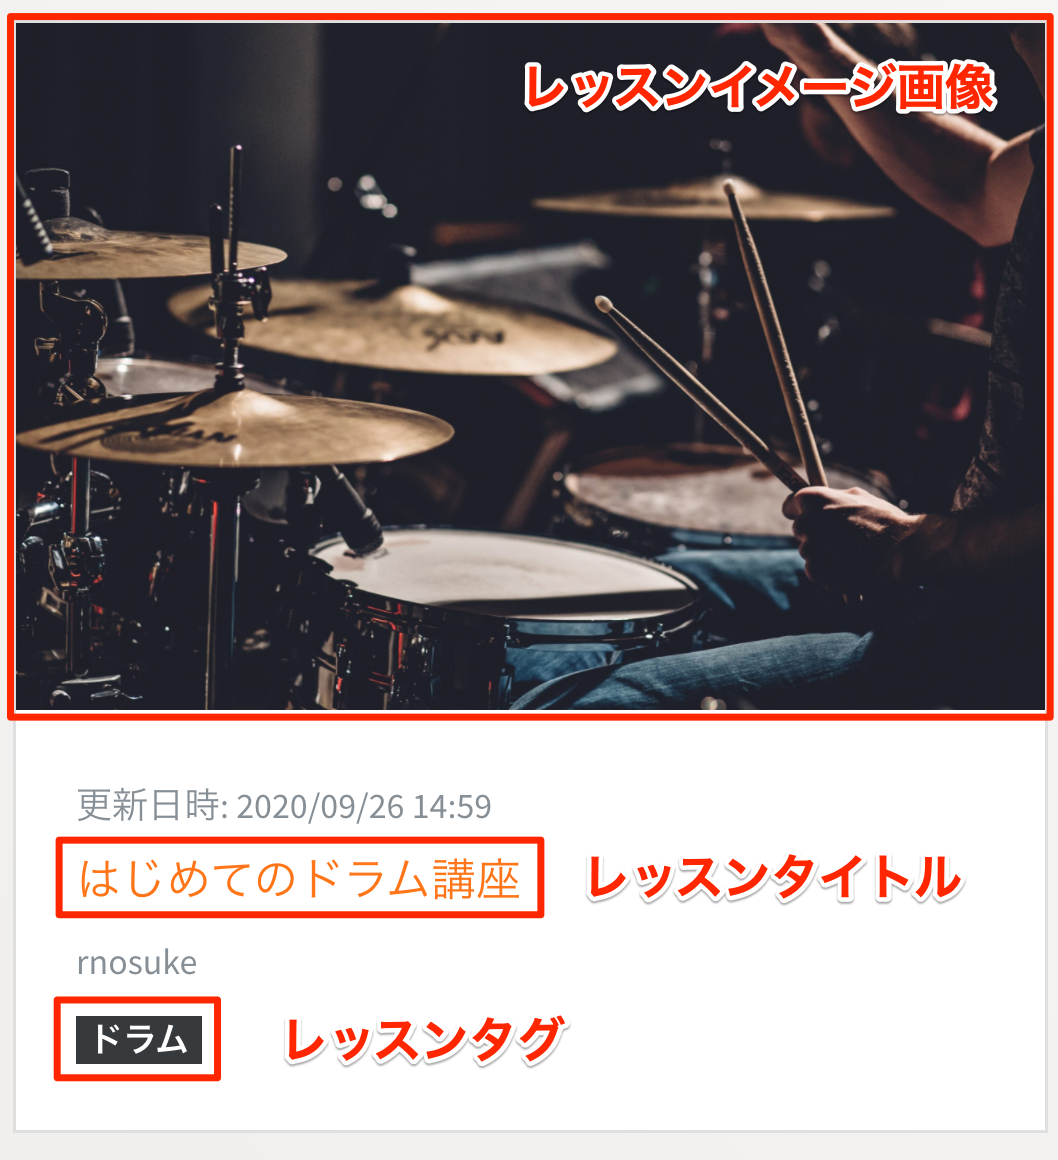 レッスンイメージ画像
更新日時: 2020/09/26 14:59
はじめてのドラム講座
レッスンタイトル
rnosuke
ドラム
レッスンタグ